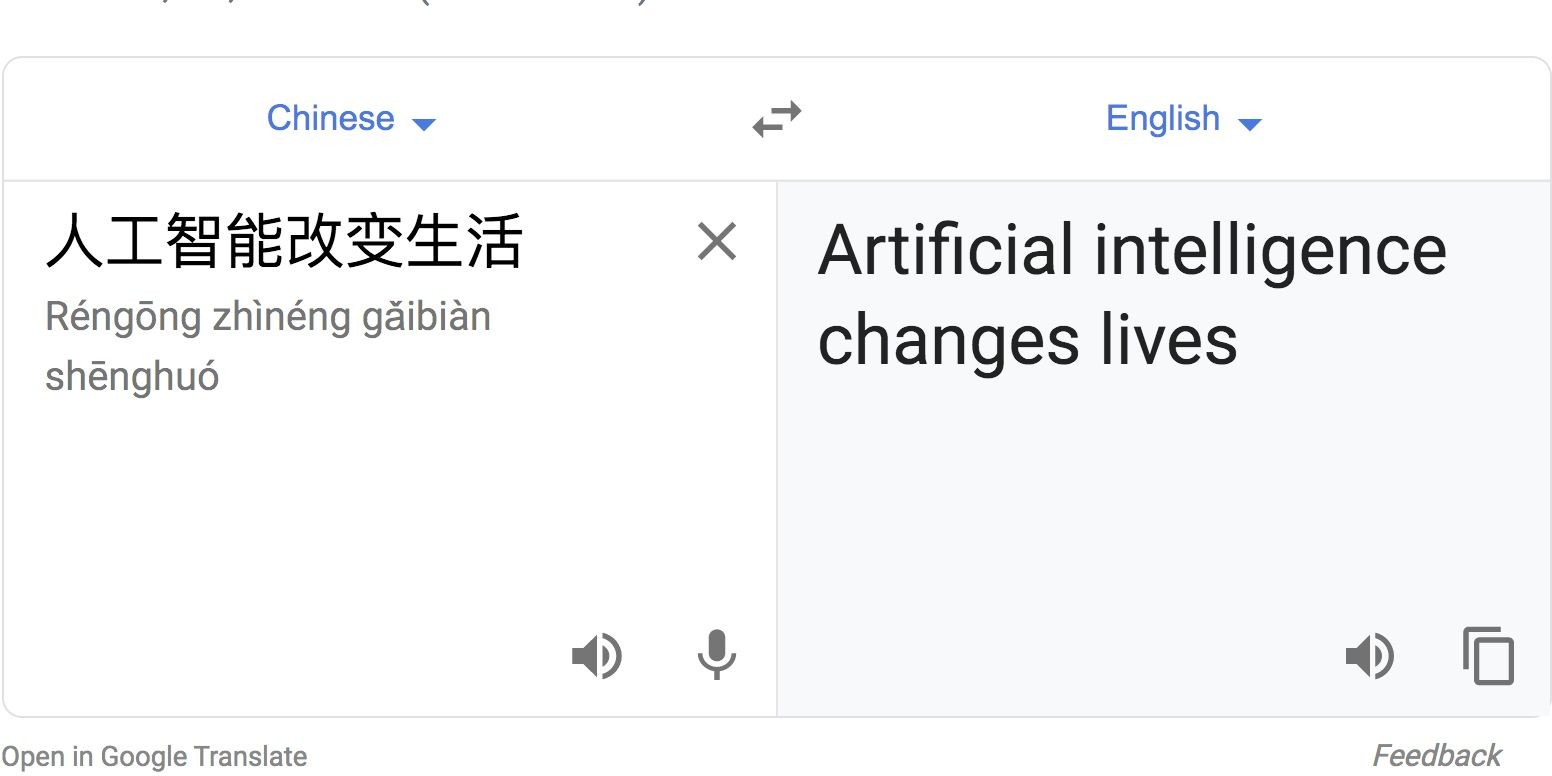 Chinese English
人工智能改变生活
Réngōng zhìnéng gǎibiàn
shēnghuó
Artificial intelligence
changes lives
Open in Google Translate
Feedback